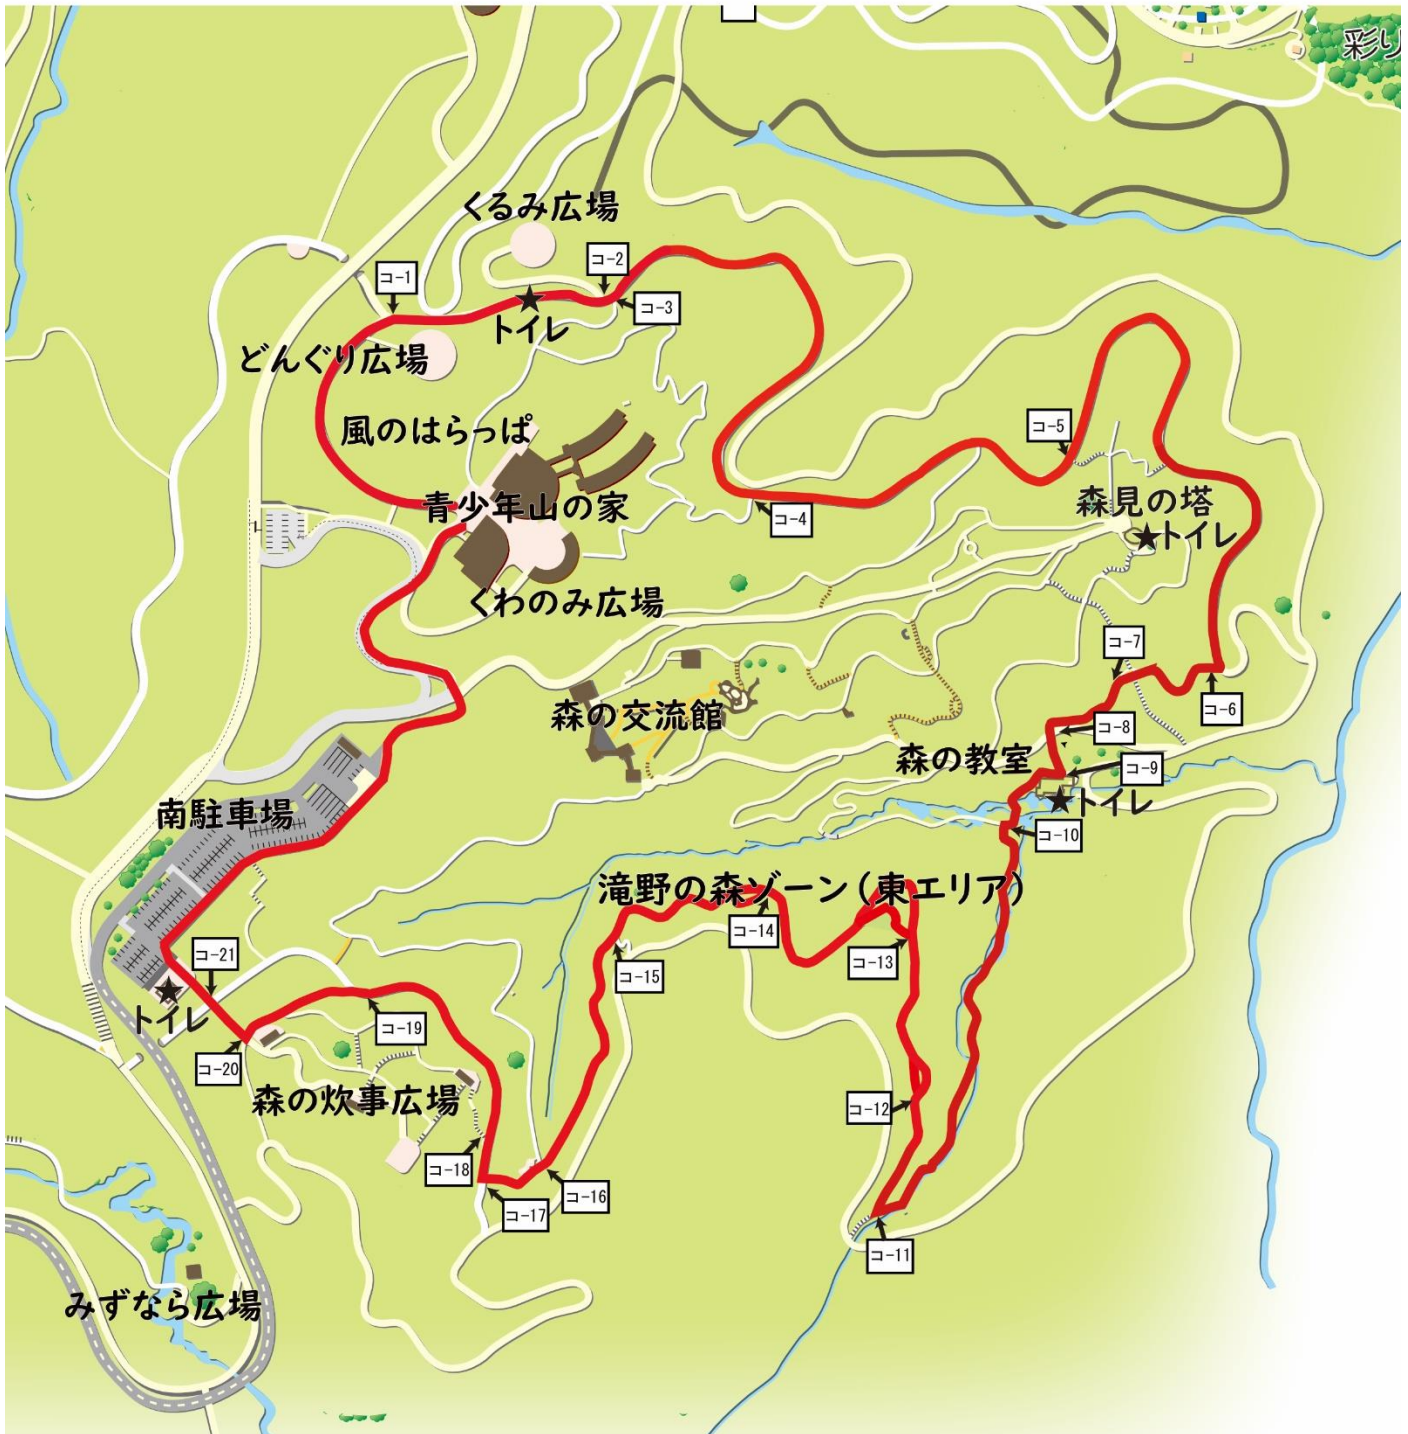 彩り
くるみ広場
コ-1
コ-2
コ-3
トイレ
どんぐり広場
風のはらっぱ
コ-5
青少年山の家
コ-4
森見の塔
トイレ
くわのみ広場
コ-7
コ-6
森の交流館
コ-8
森の教室
コ-9
トイレ
南駐車場
コ-10
滝野の森ゾーン(東エリア)
コ-14
コ-13
コ-15
コ-21
トイレ
コ-19
コ-20
森の炊事広場
コ-12
コ-18
コ-16
コ-17
コ-11
みずなら広場